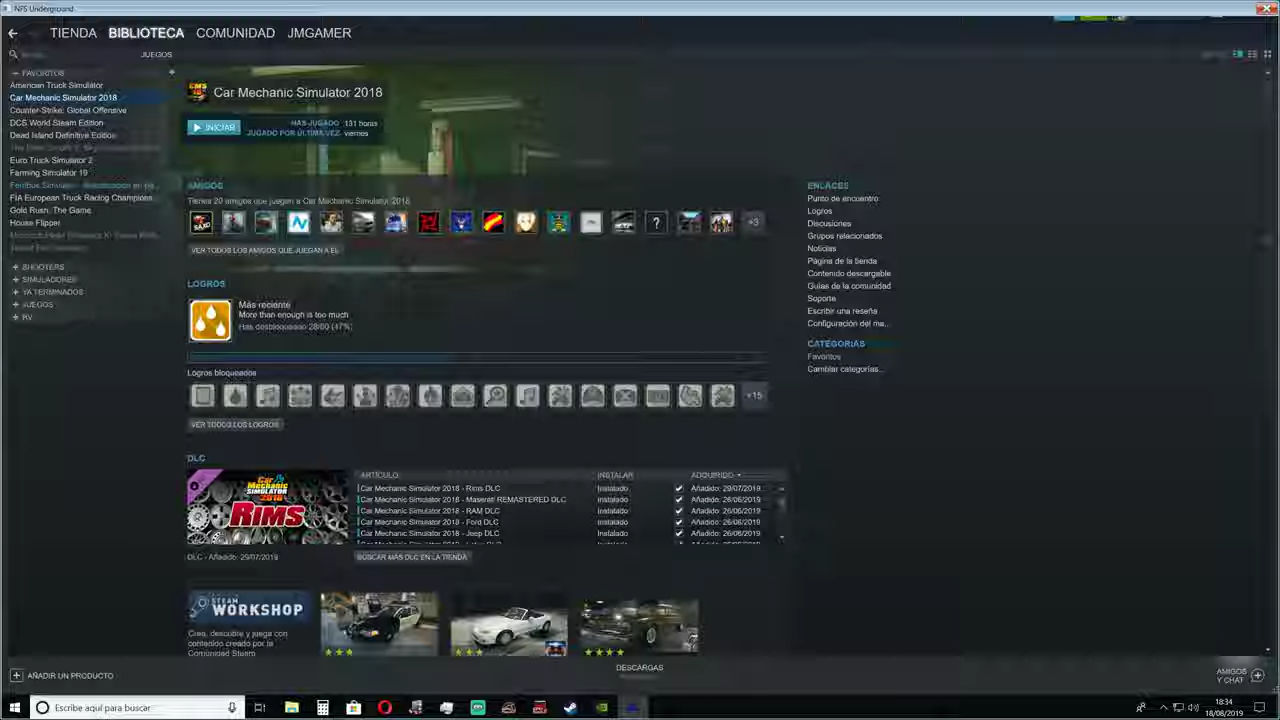 NFS Underground
TIENDA BIBLIOTECA COMUNIDAD JMGAMER
JUEGOS
FAVORITOS
American Truck Simulator
Car Mechanic Simulator 2018
Counter-Strike: Global Offensive
DCS World Steam Edition
Dead Island Definitive Edition
Euro Truck Simulator 2
Farming Simulator 19
FIA European Truck Racing Champions...
Gold Rush: The Game
House Flipper
+ SHOOTERS
+ SIMULADORES
+ YA TERMINADOS
+ JUEGOS
+ RV
Car Mechanic Simulator 2018
INICIAR
HAS JUGADO 131 horas
JUGADO POR ÚLTIMA VEZ viernes
AMIGOS
Tienes 20 amigos que juegan a Car Mechanic Simulator 2018
? +3
VER TODOS LOS AMIGOS QUE JUEGAN A ÉL
LOGROS
Más reciente
More than enough is too much
Has desbloqueado 28/60 (47%)
Logros bloqueados
+15
VER TODOS LOS LOGROS
DLC
Car Mechanic Simulator 2018
RIMS
DLC - Añadido: 29/07/2019
ARTÍCULO INSTALAR ADQUIRIDO
Car Mechanic Simulator 2018 - Rims DLC Instalado Añadido: 29/07/2019
Car Mechanic Simulator 2018 - Maserati REMASTERED DLC Instalado Añadido: 26/06/2019
Car Mechanic Simulator 2018 - RAM DLC Instalado Añadido: 26/06/2019
Car Mechanic Simulator 2018 - Ford DLC Instalado Añadido: 26/06/2019
Car Mechanic Simulator 2018 - Jeep DLC Instalado Añadido: 26/06/2019
BUSCAR MÁS DLC EN LA TIENDA
STEAM
WORKSHOP
Crea, descubre y juega con
contenido creado por la
Comunidad Steam
ENLACES
Punto de encuentro
Logros
Discusiones
Grupos relacionados
Noticias
Página de la tienda
Contenido descargable
Guías de la comunidad
Soporte
Escribir una reseña
Configuración del ma...
CATEGORÍAS
Favoritos
Cambiar categorías...
+ AÑADIR UN PRODUCTO
DESCARGAS
AMIGOS
Y CHAT
Escribe aquí para buscar
18:34
18/08/2019